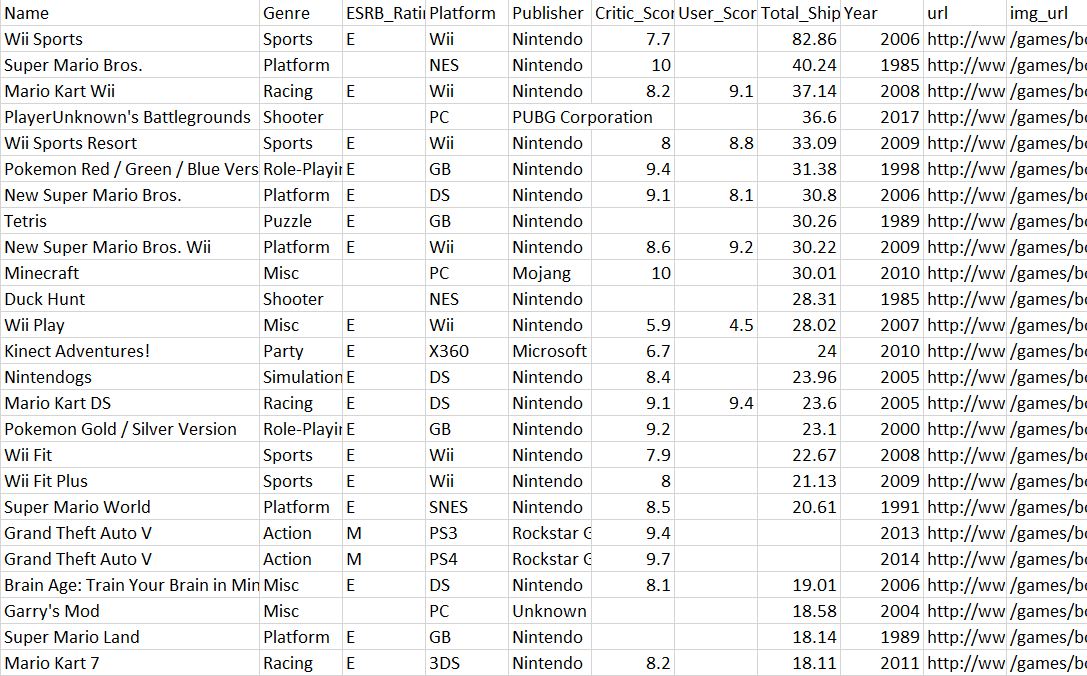 Name Genre ESRB_Rati Platform Publisher Critic_Scor User_Scor Total_Ship Year url img_url
Wii Sports Sports E Wii Nintendo 7.7 82.86 2006 http://ww /games/bo
Super Mario Bros. Platform NES Nintendo 10 40.24 1985 http://ww /games/bo
Mario Kart Wii Racing E Wii Nintendo 8.2 9.1 37.14 2008 http://ww /games/bo
PlayerUnknown's Battlegrounds Shooter PC PUBG Corporation 36.6 2017 http://ww /games/bo
Wii Sports Resort Sports E Wii Nintendo 8 8.8 33.09 2009 http://ww /games/bo
Pokemon Red / Green / Blue Vers Role-Playin E GB Nintendo 9.4 31.38 1998 http://ww /games/bo
New Super Mario Bros. Platform E DS Nintendo 9.1 8.1 30.8 2006 http://ww /games/bo
Tetris Puzzle E GB Nintendo 30.26 1989 http://ww /games/bo
New Super Mario Bros. Wii Platform E Wii Nintendo 8.6 9.2 30.22 2009 http://ww /games/bo
Minecraft Misc PC Mojang 10 30.01 2010 http://ww /games/bo
Duck Hunt Shooter NES Nintendo 28.31 1985 http://ww /games/bo
Wii Play Misc E Wii Nintendo 5.9 4.5 28.02 2007 http://ww /games/bo
Kinect Adventures! Party E X360 Microsoft 6.7 24 2010 http://ww /games/bo
Nintendogs Simulation E DS Nintendo 8.4 23.96 2005 http://ww /games/bo
Mario Kart DS Racing E DS Nintendo 9.1 9.4 23.6 2005 http://ww /games/bo
Pokemon Gold / Silver Version Role-Playin E GB Nintendo 9.2 23.1 2000 http://ww /games/bo
Wii Fit Sports E Wii Nintendo 7.9 22.67 2008 http://ww /games/bo
Wii Fit Plus Sports E Wii Nintendo 8 21.13 2009 http://ww /games/bo
Super Mario World Platform E SNES Nintendo 8.5 20.61 1991 http://ww /games/bo
Grand Theft Auto V Action M PS3 Rockstar G 9.4 2013 http://ww /games/bo
Grand Theft Auto V Action M PS4 Rockstar G 9.7 2014 http://ww /games/bo
Brain Age: Train Your Brain in Min Misc E DS Nintendo 8.1 19.01 2006 http://ww /games/bo
Garry's Mod Misc PC Unknown 18.58 2004 http://ww /games/bo
Super Mario Land Platform E GB Nintendo 18.14 1989 http://ww /games/bo
Mario Kart 7 Racing E 3DS Nintendo 8.2 18.11 2011 http://ww /games/bo